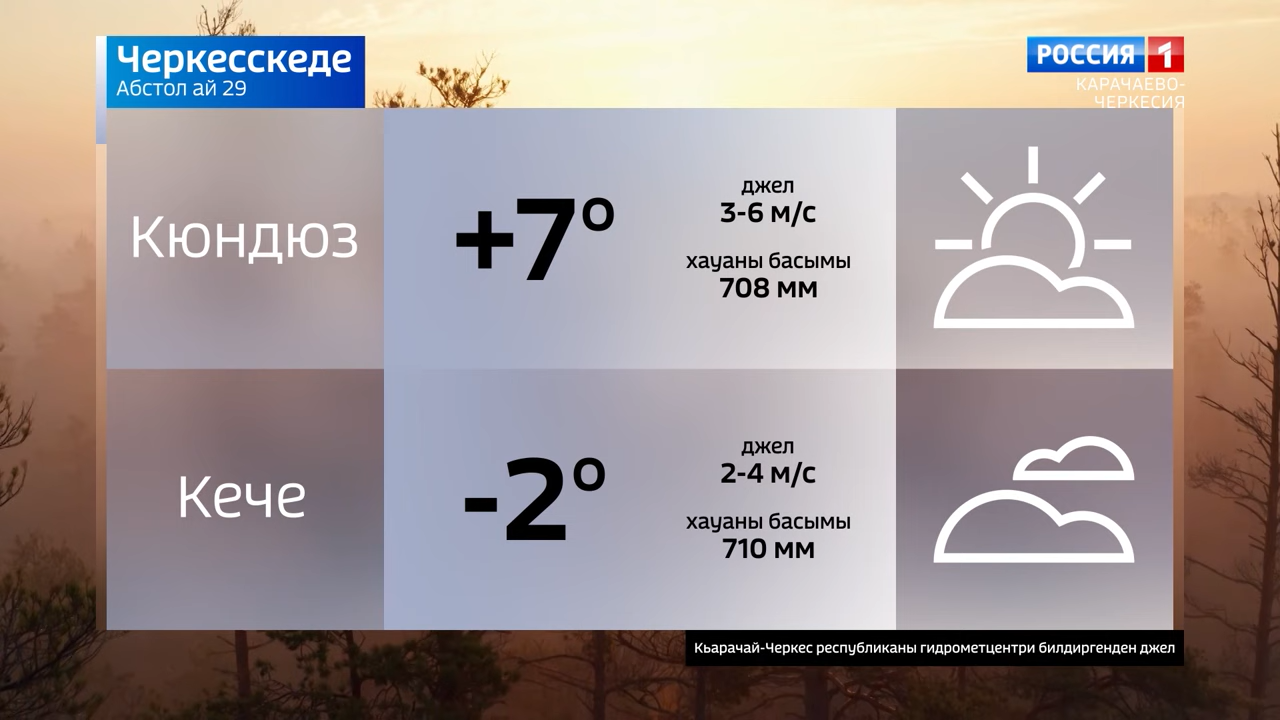 Черкесскеде
Абстол ай 29
РОССИЯ 1
КАРАЧАЕВО-
ЧЕРКЕСИЯ
Кюндюз
+7°
джел
3-6 м/с
хауаны басымы
708 мм
Кече
-2°
джел
2-4 м/с
хауаны басымы
710 мм
Кьарачай-Черкес республиканы гидрометцентри билдиргенден джел